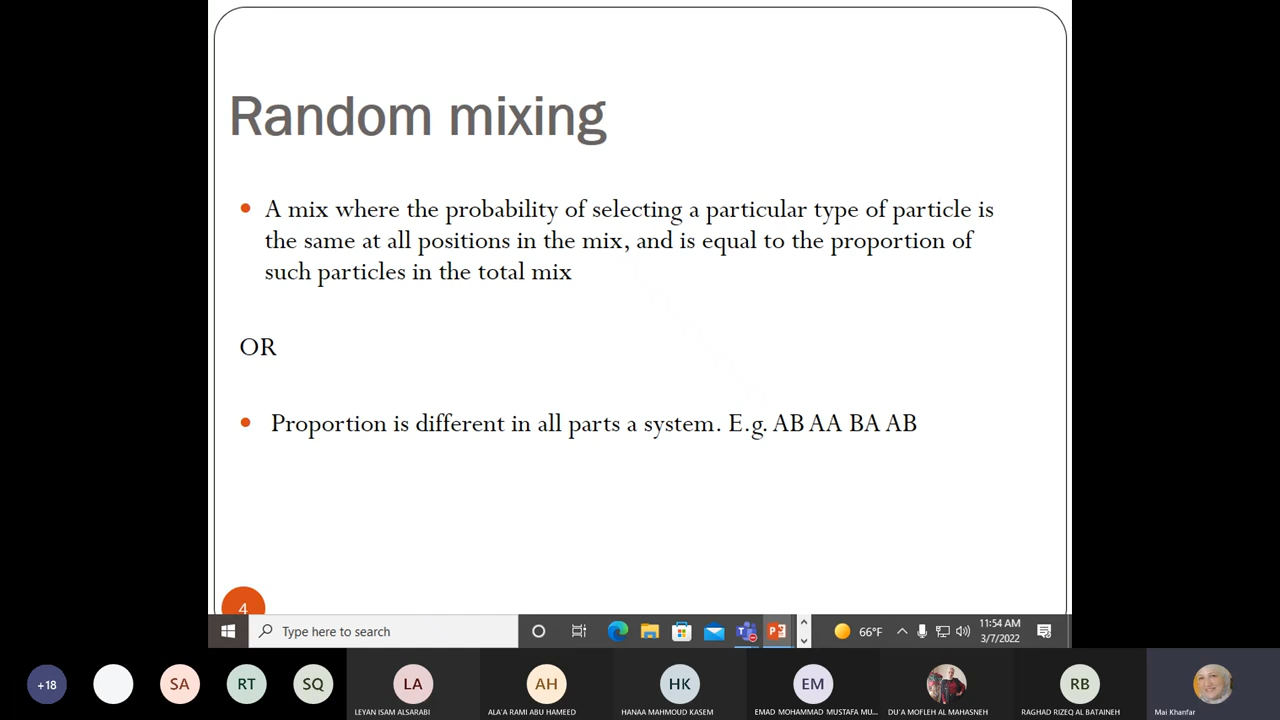 Random mixing
• A mix where the probability of selecting a particular type of particle is
the same at all positions in the mix, and is equal to the proportion of
such particles in the total mix
OR
• Proportion is different in all parts a system. E.g. AB AA BA AB
4
Type here to search
66°F
11:54 AM
3/7/2022
+18
SA
RT
SQ
LA
AH
HK
EM
RB
LEYAN ISAM ALSARABI
ALA'A RAMI ABU HAMEED
HANAA MAHMOUD KASEM
EMAD MOHAMMAD MUSTAFA MU...
DU'A MOFLEH AL MAHASNEH
RAGHAD RIZEQ AL BATAINEH
Mai Khanfar